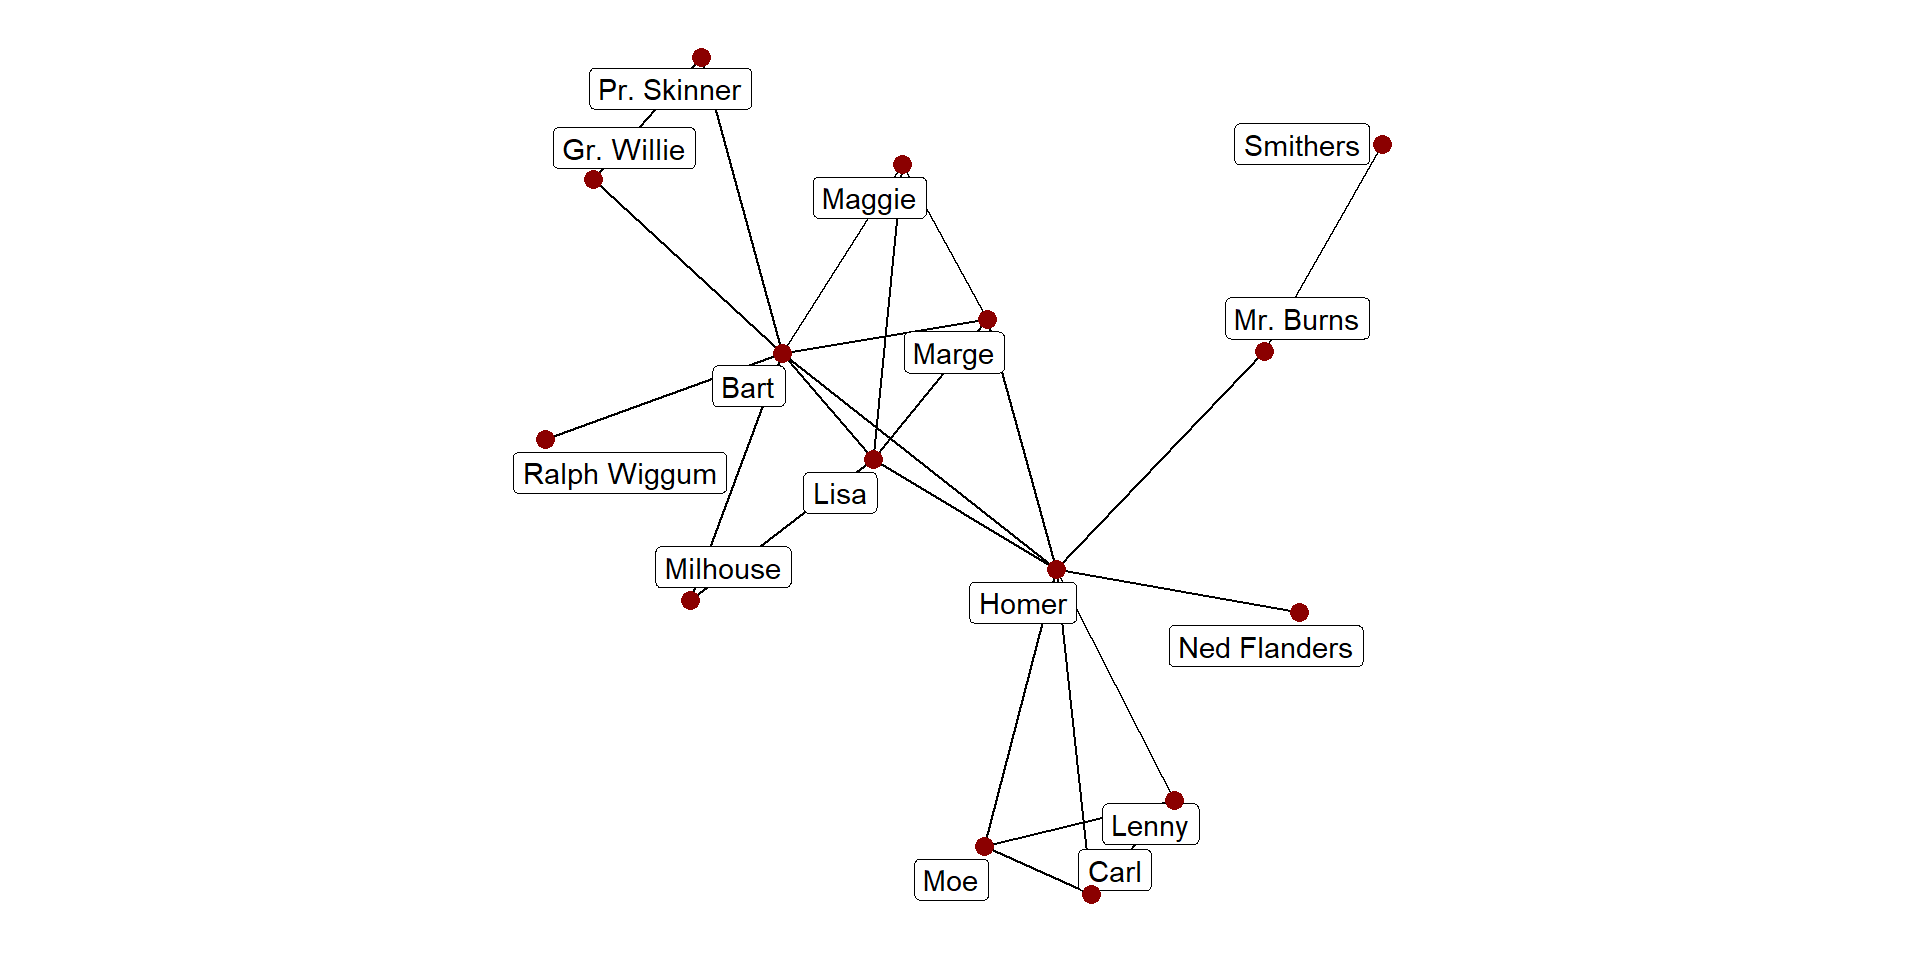 Pr. Skinner
Gr. Willie
Smithers
Maggie
Mr. Burns
Marge
Bart
Ralph Wiggum
Lisa
Milhouse
Homer
Ned Flanders
Lenny
Carl
Moe